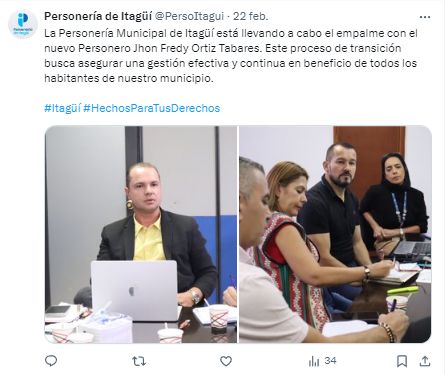 Personería de Itagüí @PersoItagui · 22 feb.
La Personería Municipal de Itagüí está llevando a cabo el empalme con el
nuevo Personero Jhon Fredy Ortiz Tabares. Este proceso de transición
busca asegurar una gestión efectiva y continua en beneficio de todos los
habitantes de nuestro municipio.
#Itagüí #HechosParaTusDerechos
34